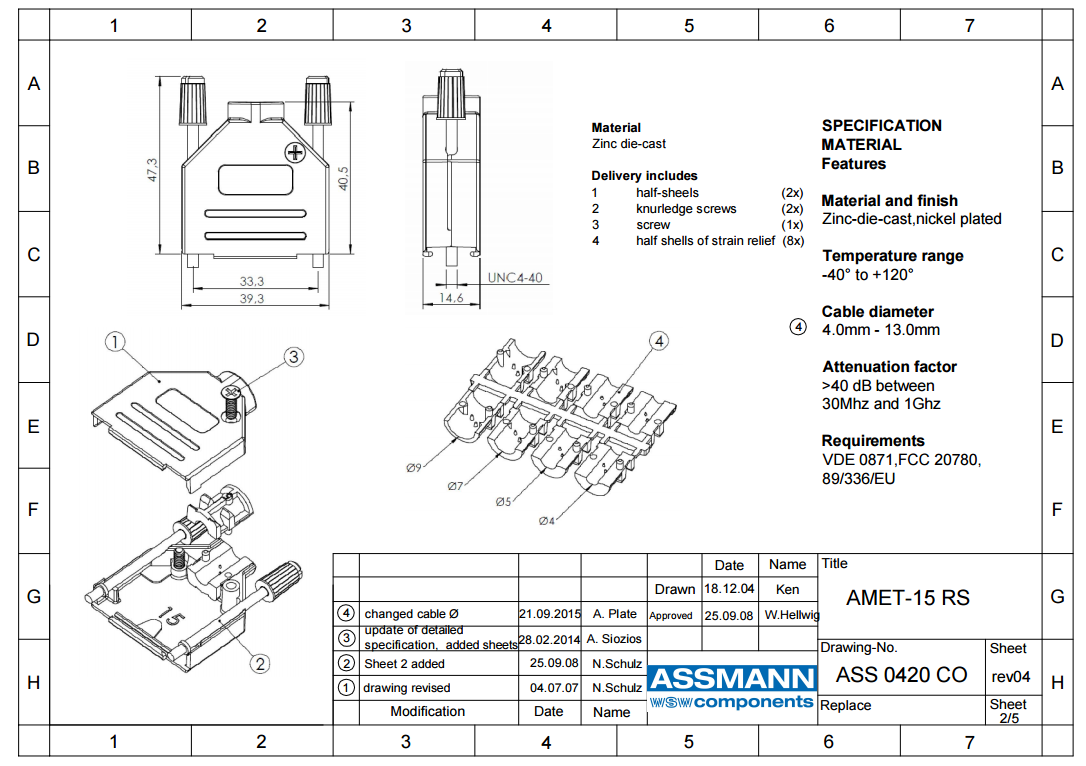 1 2 3 4 5 6 7
A A
B B
C C
D D
E E
F F
G G
H H
47,3
40,5
33,3
39,3
UNC4-40
14,6
Material
Zinc die-cast
Delivery includes
1 half-sheels (2x)
2 knurledge screws (2x)
3 screw (1x)
4 half shells of strain relief (8x)
SPECIFICATION
MATERIAL
Features
Material and finish
Zinc-die-cast,nickel plated
Temperature range
-40° to +120°
Cable diameter
4 4.0mm - 13.0mm
Attenuation factor
>40 dB between
30Mhz and 1Ghz
Requirements
VDE 0871,FCC 20780,
89/336/EU
1
3
15
2
4
Ø9
Ø7
Ø5
Ø4
Date Name
Drawn 18.12.04 Ken
4 changed cable Ø 21.09.2015 A. Plate Approved 25.09.08 W.Hellwig
3 update of detailed
specification, added sheets 28.02.2014 A. Siozios
2 Sheet 2 added 25.09.08 N.Schulz
1 drawing revised 04.07.07 N.Schulz
Modification Date Name
ASSMANN
WSW components
Title
AMET-15 RS
Drawing-No.
ASS 0420 CO
Sheet
rev04
Replace
Sheet
2/5
1 2 3 4 5 6 7